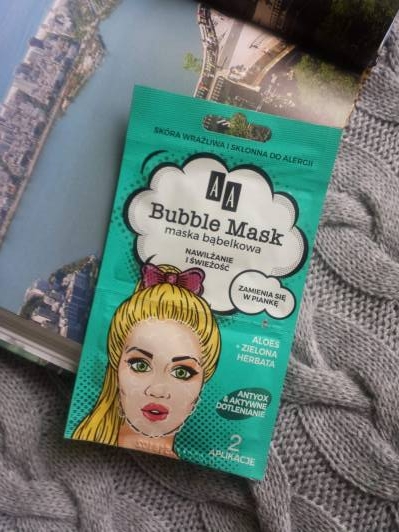 SKÓRA WRAŻLIWA I SKŁONNA DO ALERGII
AA
Bubble Mask
maska bąbelkowa
NAWILŻANIE
I ŚWIEŻOŚĆ
ZAMIENIA SIĘ
W PIANKĘ
ALOES
+ ZIELONA
HERBATA
ANTYOX
& AKTYWNE
DOTLENIANIE
2
APLIKACJE